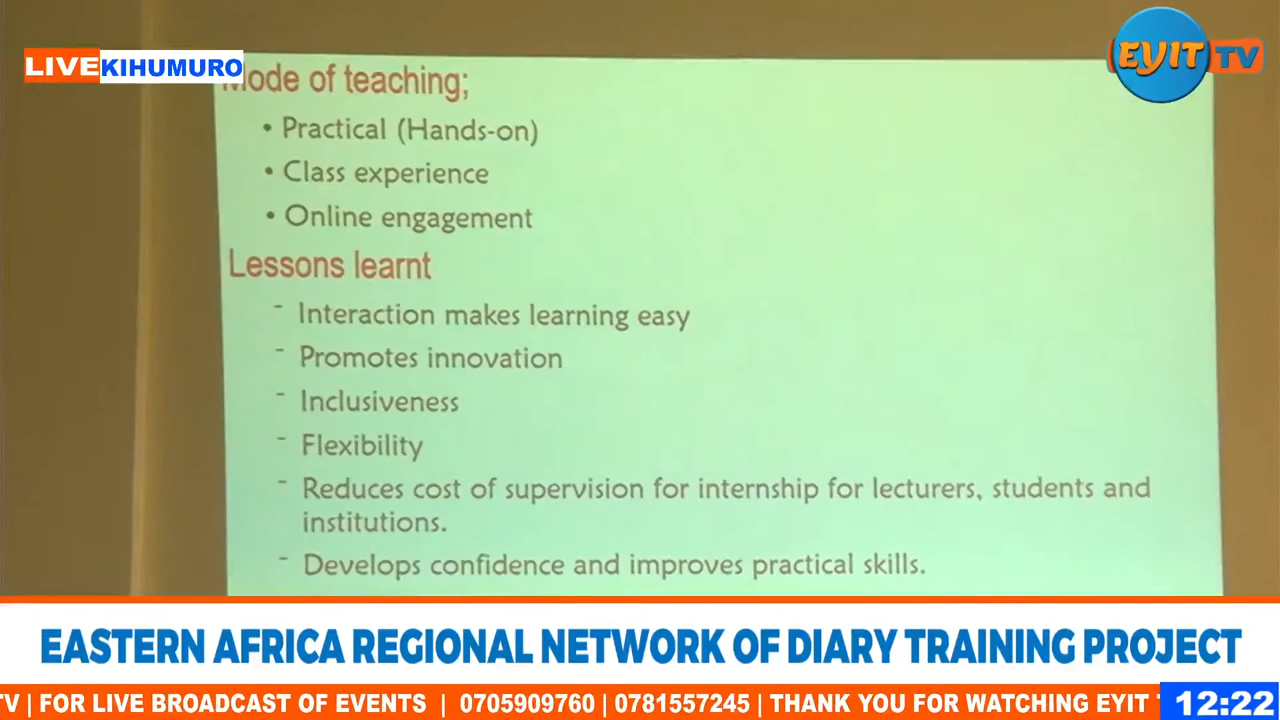 LIVE KIHUMURO
EYIT TV
Mode of teaching;
• Practical (Hands-on)
• Class experience
• Online engagement
Lessons learnt
- Interaction makes learning easy
- Promotes innovation
- Inclusiveness
- Flexibility
- Reduces cost of supervision for internship for lecturers, students and
institutions.
- Develops confidence and improves practical skills.
EASTERN AFRICA REGIONAL NETWORK OF DIARY TRAINING PROJECT
TV | FOR LIVE BROADCAST OF EVENTS | 0705909760 | 0781557245 | THANK YOU FOR WATCHING EYIT
12:22